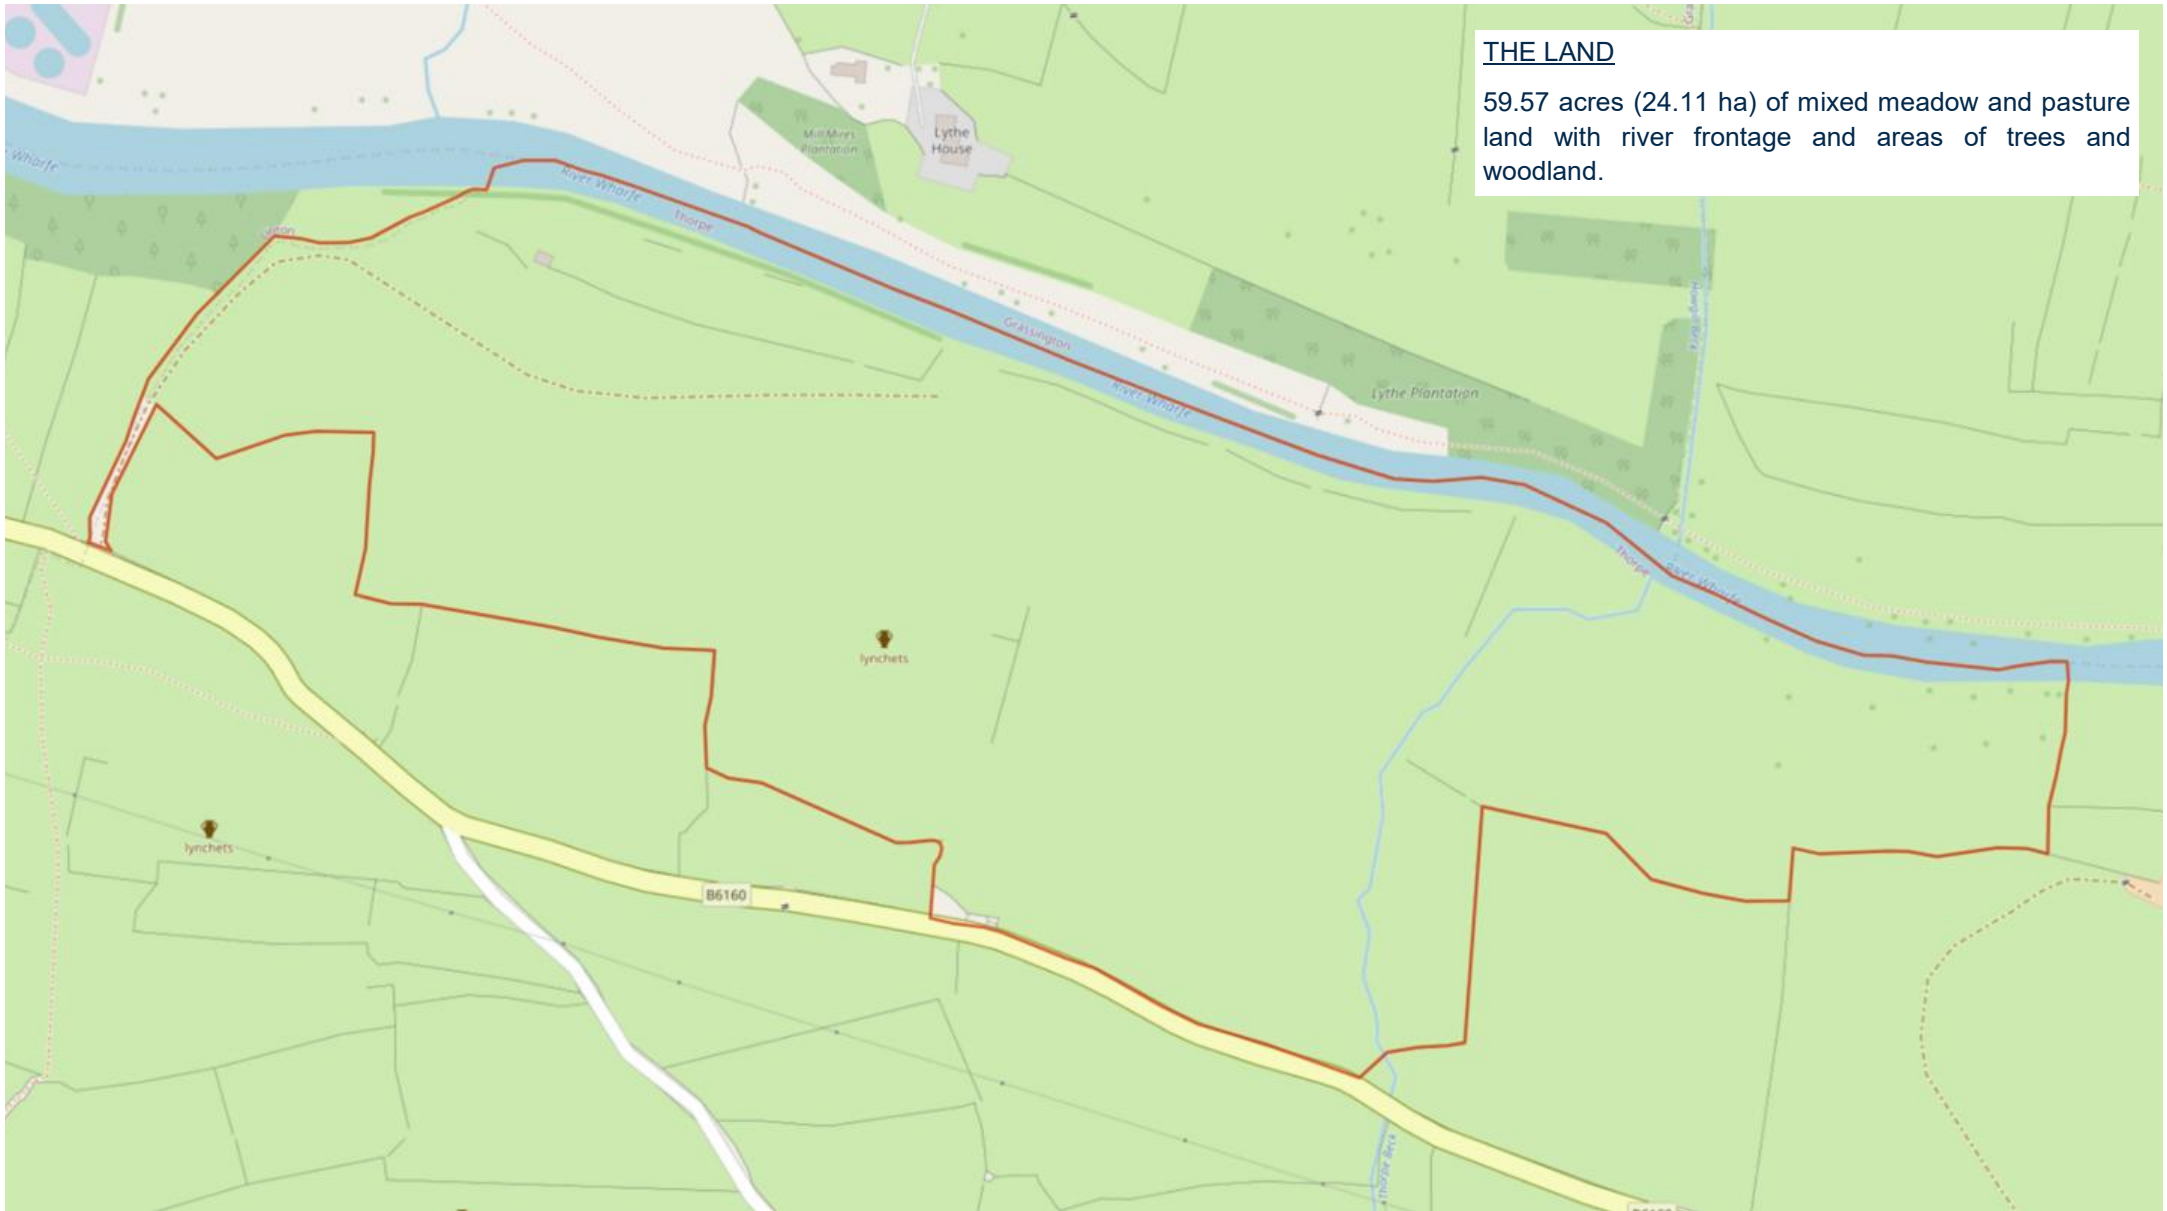 THE LAND
59.57 acres (24.11 ha) of mixed meadow and pasture
land with river frontage and areas of trees and
woodland.
Mill Mires
Plantation
Lythe
House
Wharfe
River Wharfe
Thorpe
Grassington
River Wharfe
Lythe Plantation
Thorpe
River Wharfe
lynchets
lynchets
B6160
Thorpe Beck